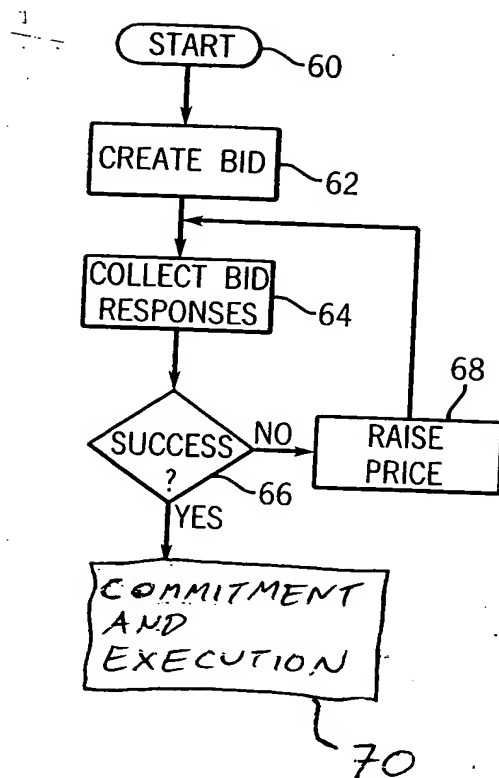 START
60
CREATE BID
62
COLLECT BID
RESPONSES
64
68
SUCCESS
?
NO
RAISE
PRICE
66
YES
COMMITMENT
AND
EXECUTION
70